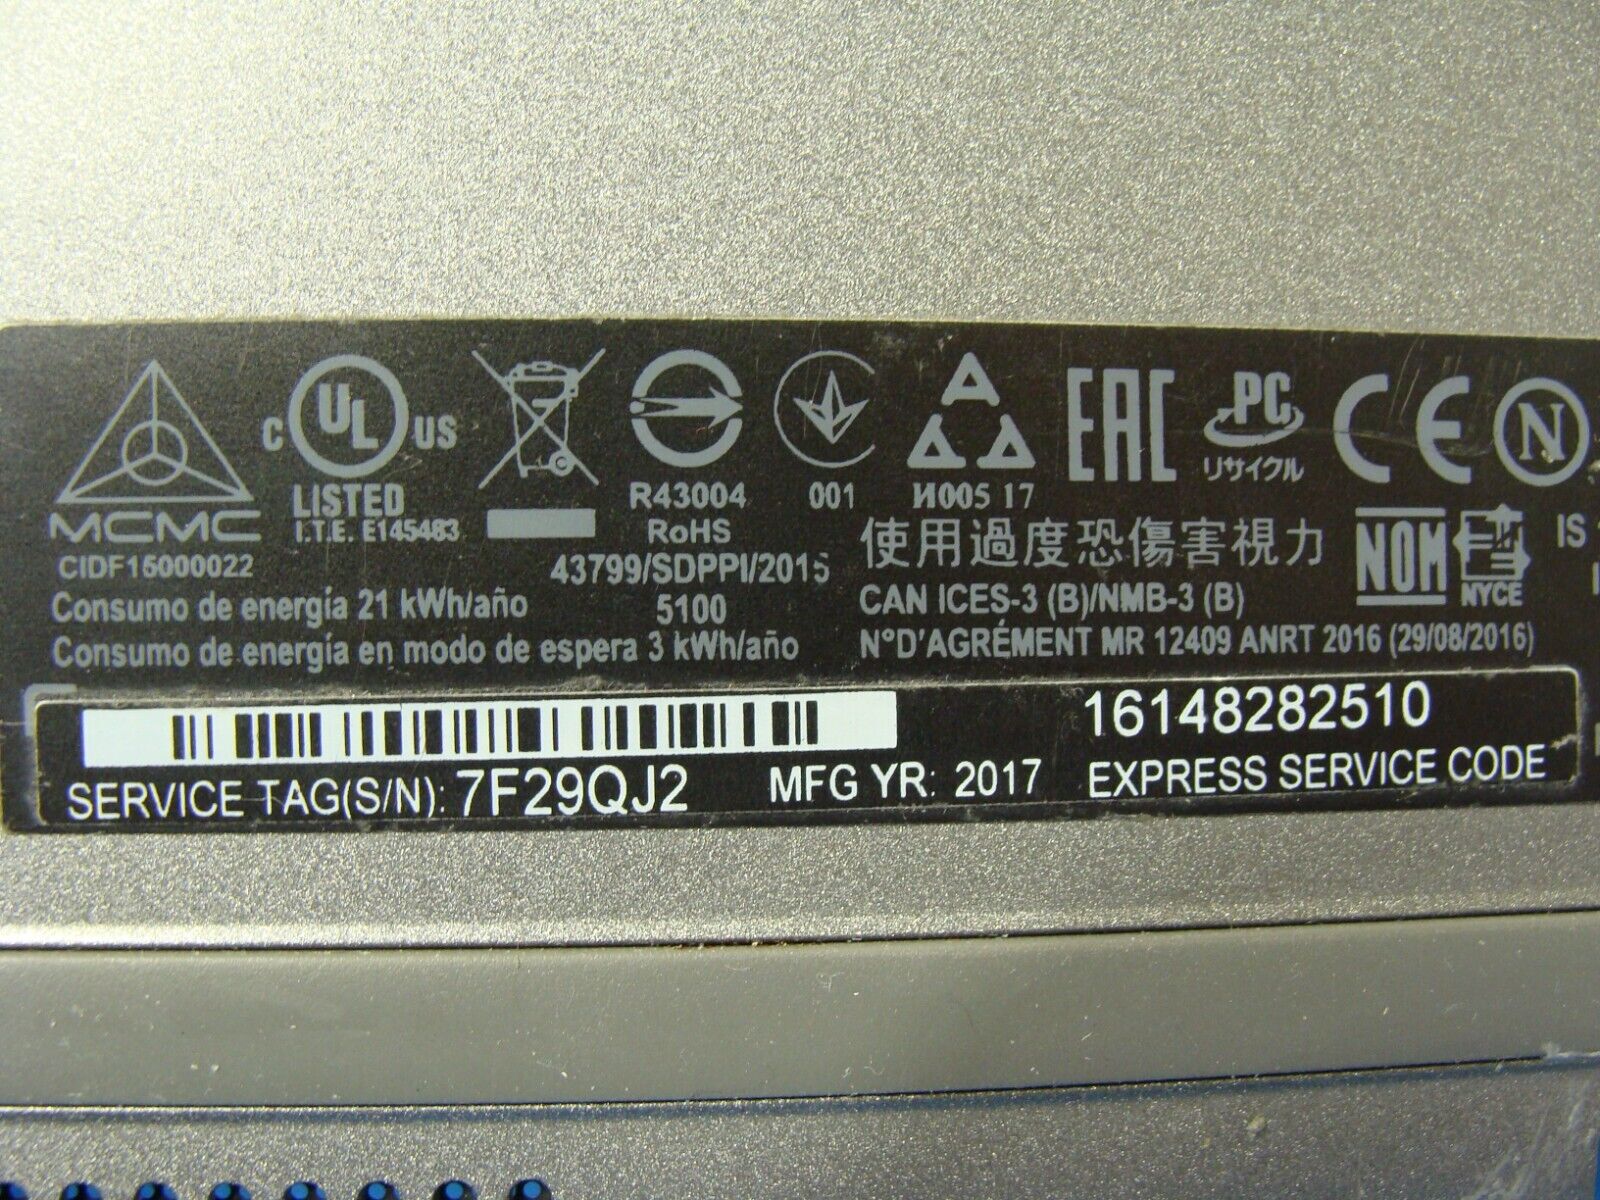 MCMC
CIDF15000022
c UL US
LISTED
I.T.E. E145483
R43004
RoHS
43799/SDPPI/2015
5100
001
И005 17
EAC
PC
リサイクル
CE
N
使用過度恐傷害視力
NOM
NYCE
IS
CAN ICES-3 (B)/NMB-3 (B)
N°D'AGRÉMENT MR 12409 ANRT 2016 (29/08/2016)
Consumo de energía 21 kWh/año
Consumo de energía en modo de espera 3 kWh/año
SERVICE TAG(S/N): 7F29QJ2
MFG YR: 2017
16148282510
EXPRESS SERVICE CODE